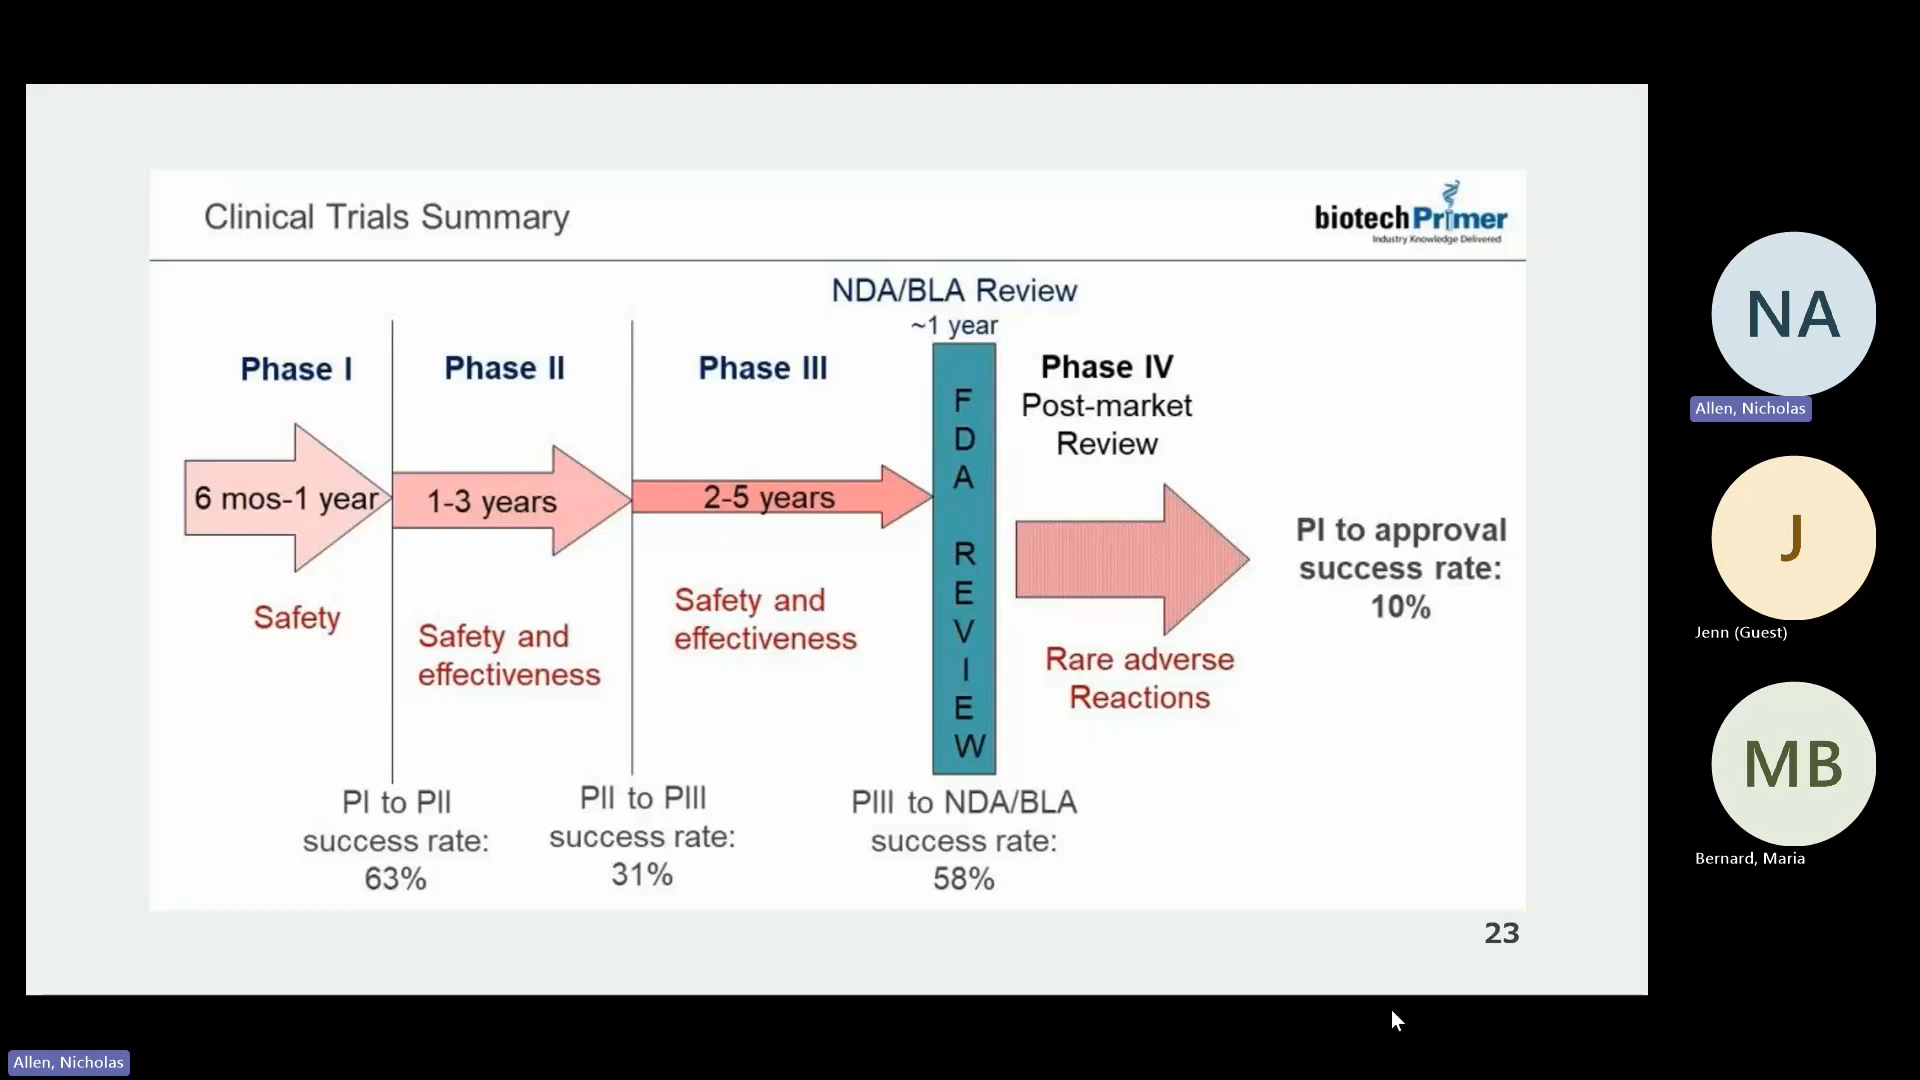 Clinical Trials Summary
biotechPrimer
Industry Knowledge Delivered
NDA/BLA Review
~1 year
Phase I
Phase II
Phase III
Phase IV
Post-market
Review
6 mos-1 year
1-3 years
2-5 years
FDA REVIEW
Safety
Safety and
effectiveness
Safety and
effectiveness
Rare adverse
Reactions
PI to approval
success rate:
10%
PI to PII
success rate:
63%
PII to PIII
success rate:
31%
PIII to NDA/BLA
success rate:
58%
23
NA
Allen, Nicholas
J
Jenn (Guest)
MB
Bernard, Maria
Allen, Nicholas